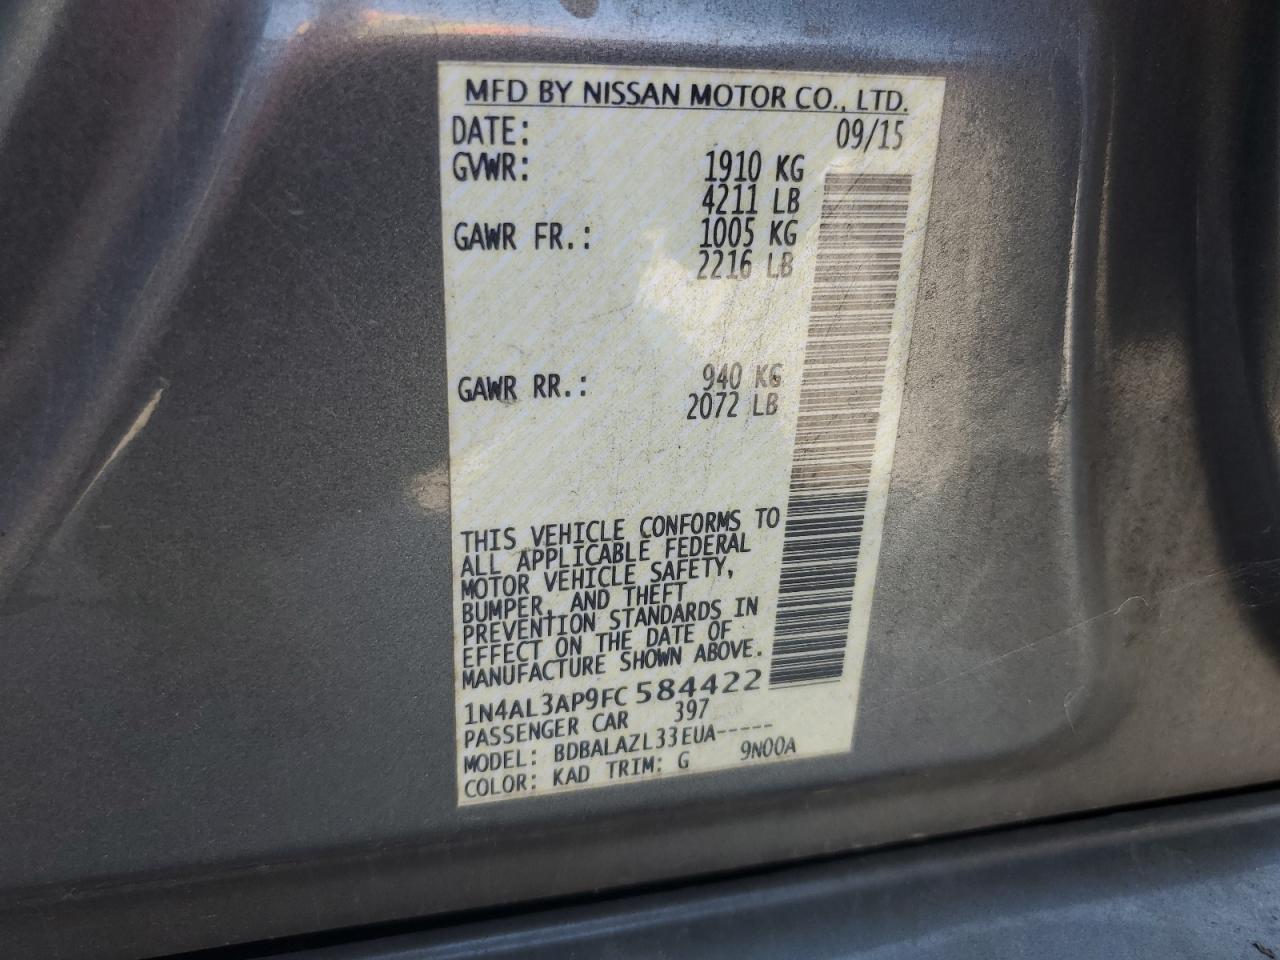 MFD BY NISSAN MOTOR CO., LTD.
DATE: 09/15
GVWR: 1910 KG
4211 LB
GAWR FR.: 1005 KG
2216 LB
GAWR RR.: 940 KG
2072 LB
THIS VEHICLE CONFORMS TO
ALL APPLICABLE FEDERAL
MOTOR VEHICLE SAFETY,
BUMPER, AND THEFT
PREVENTION STANDARDS IN
EFFECT ON THE DATE OF
MANUFACTURE SHOWN ABOVE.
1N4AL3AP9FC584422
PASSENGER CAR 397
MODEL: BDBALAZL33EUA-----
COLOR: KAD TRIM: G 9N00A